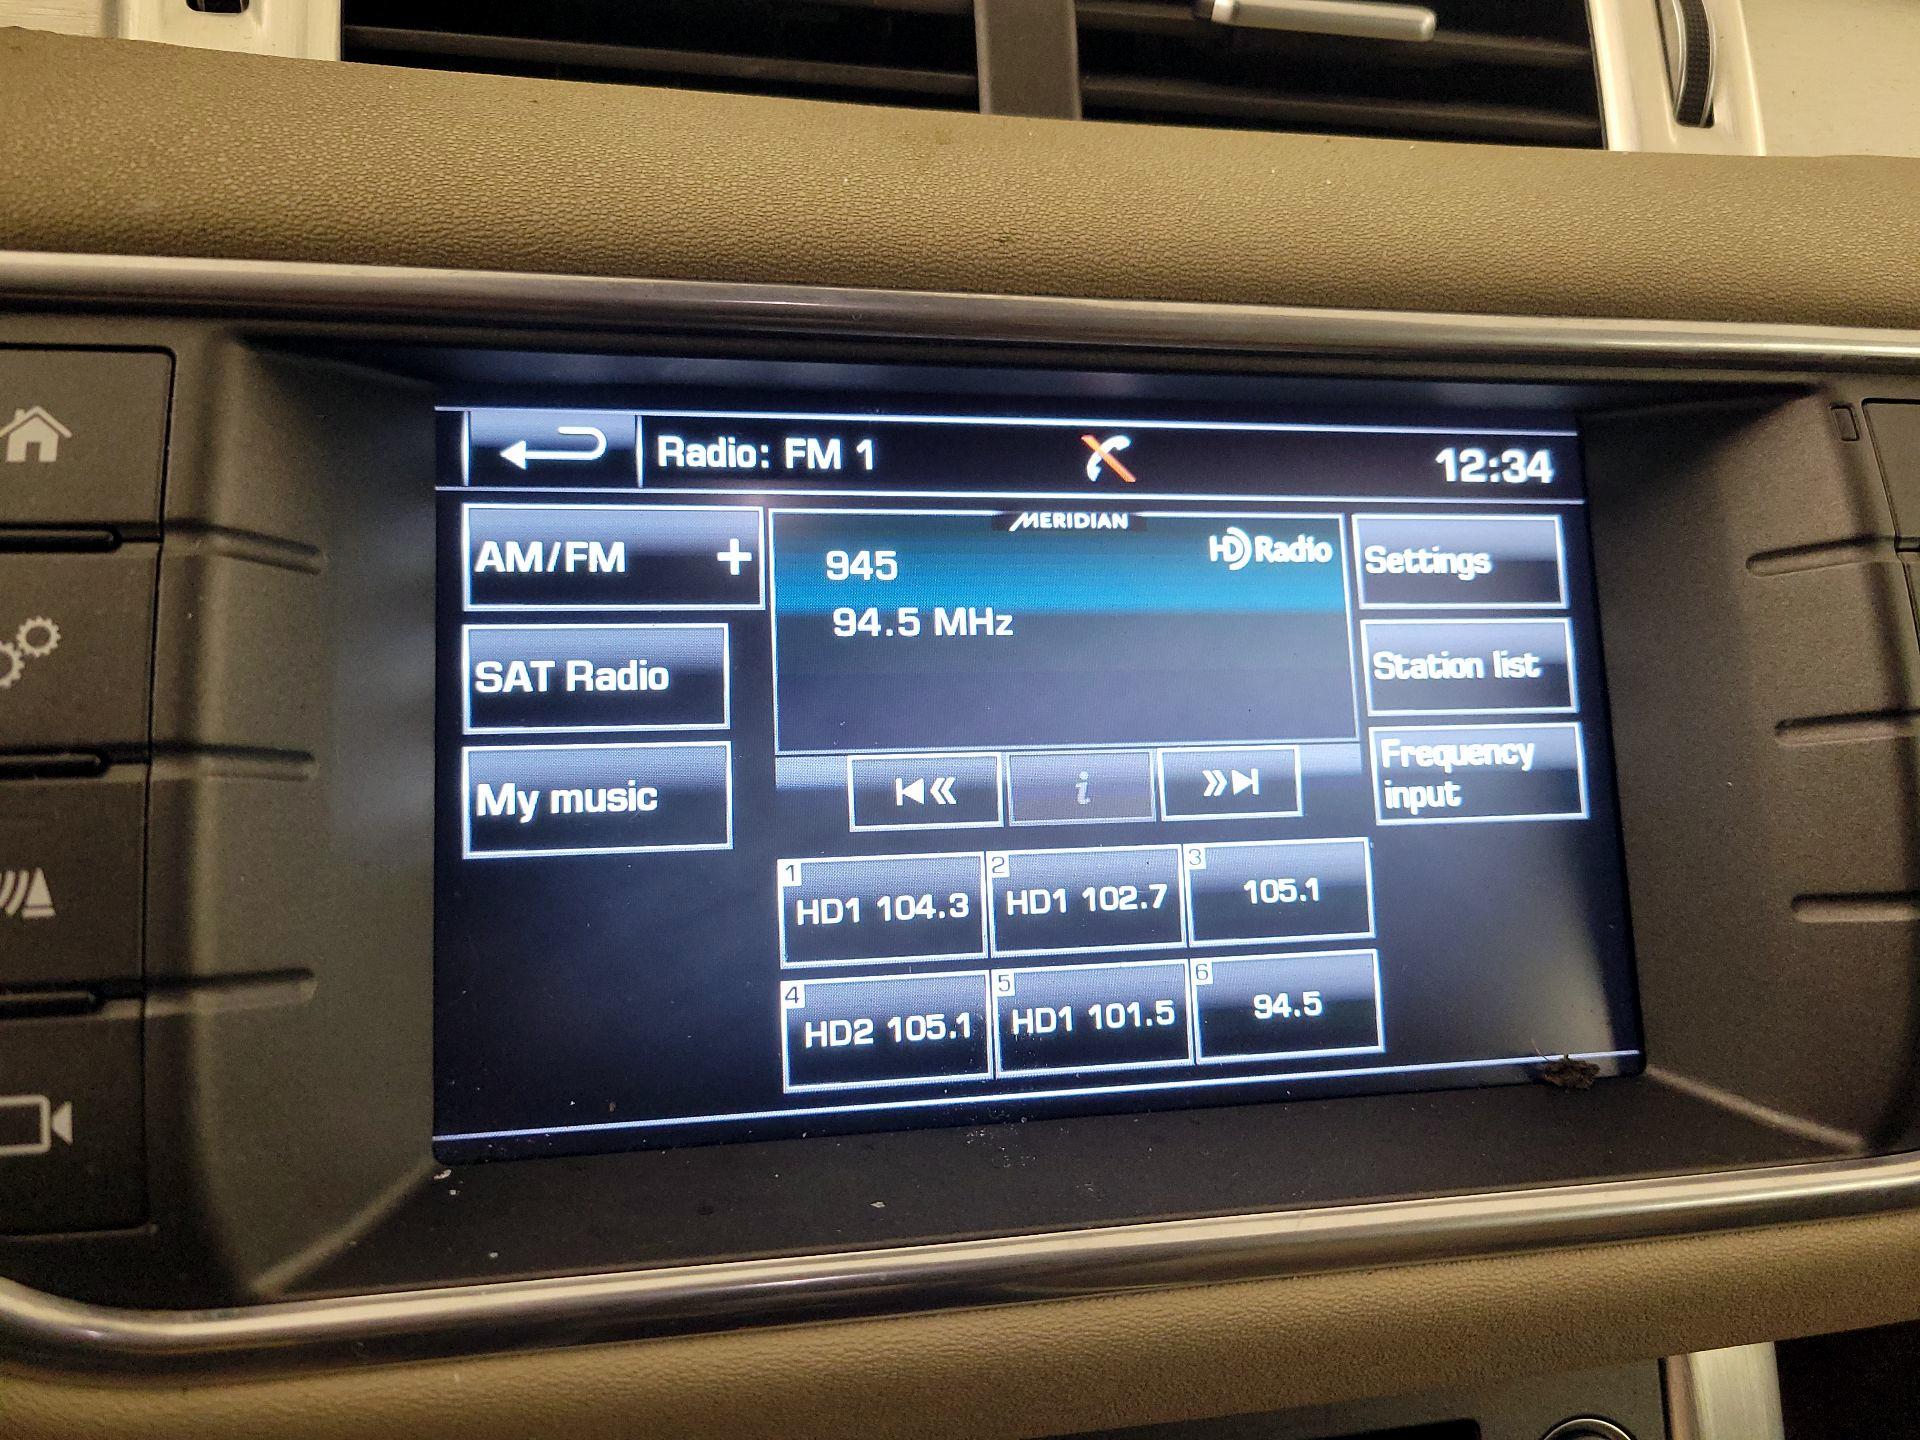 Radio: FM 1
12:34
AM/FM +
MERIDIAN
945
HD Radio
Settings
94.5 MHz
SAT Radio
Station list
My music
i
Frequency
input
1
HD1 104.3
2
HD1 102.7
3
105.1
4
HD2 105.1
5
HD1 101.5
6
94.5